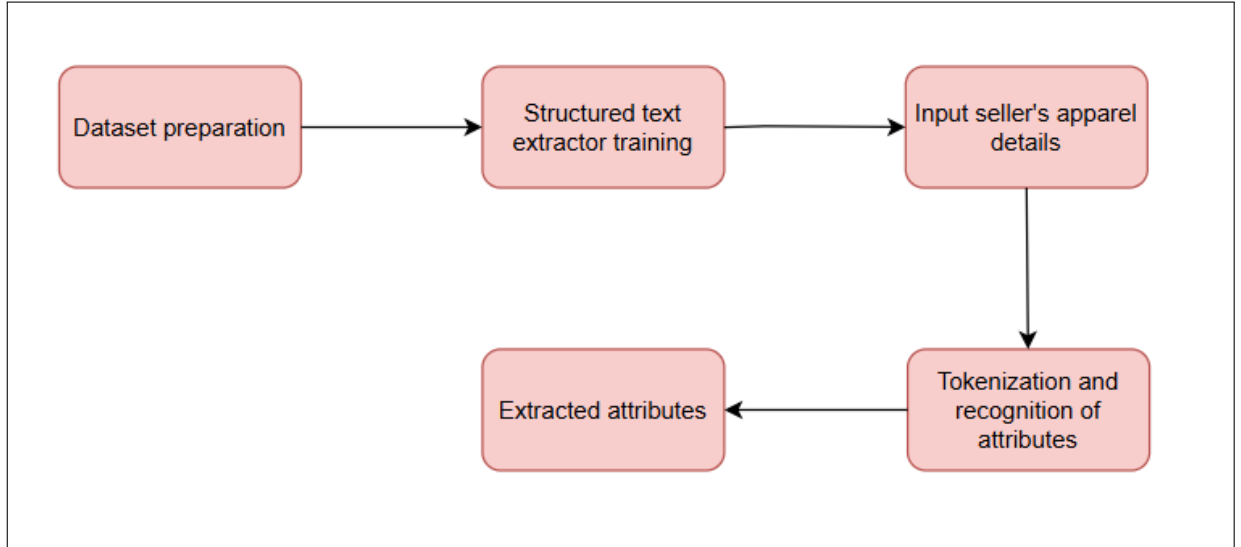 Dataset preparation
Structured text
extractor training
Input seller's apparel
details
Tokenization and
recognition of
attributes
Extracted attributes